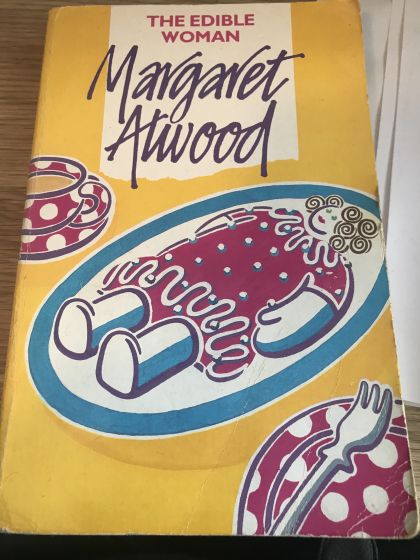 THE EDIBLE
WOMAN
Margaret
Atwood